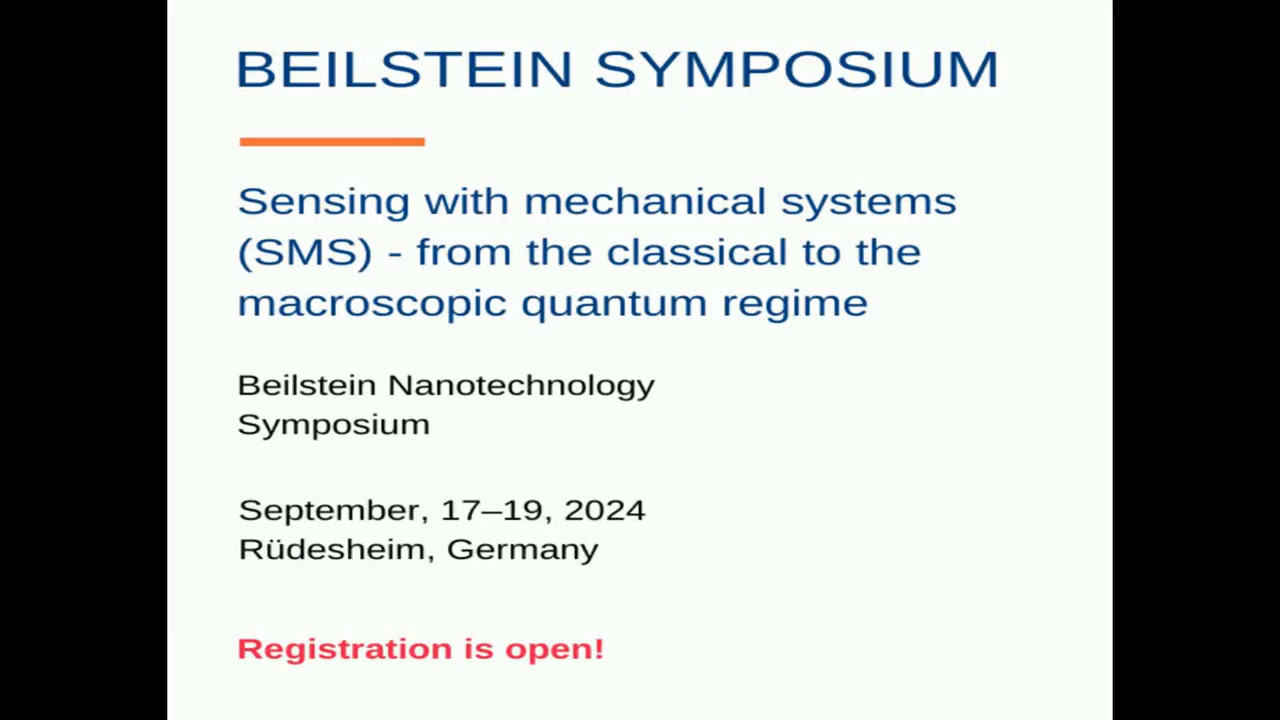 BEILSTEIN SYMPOSIUM
Sensing with mechanical systems
(SMS) - from the classical to the
macroscopic quantum regime
Beilstein Nanotechnology
Symposium
September, 17–19, 2024
Rüdesheim, Germany
Registration is open!